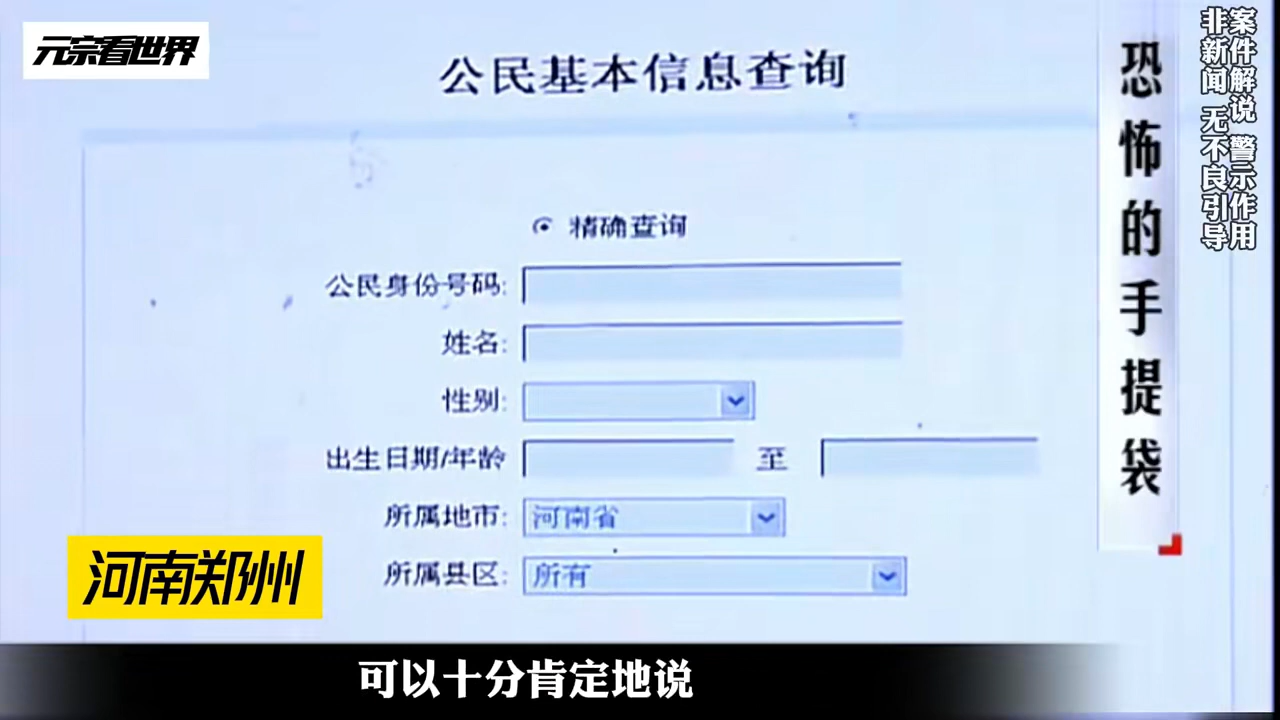 元宗看世界
公民基本信息查询
精确查询
公民身份号码:
姓名:
性别:
出生日期/年龄
至
所属地市:
河南省
所属县区:
所有
恐怖的手提袋
案件解说 警示作用
非新闻 无不良引导
河南郑州
可以十分肯定地说